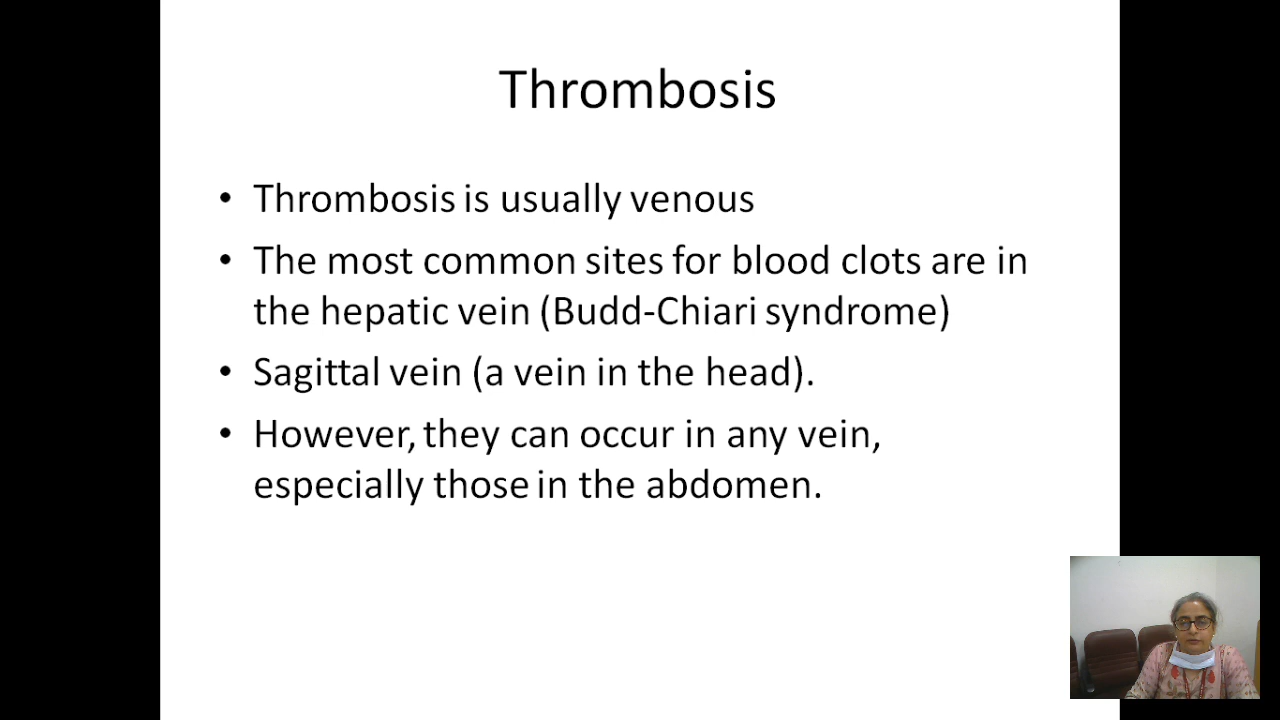 Thrombosis
• Thrombosis is usually venous
• The most common sites for blood clots are in
the hepatic vein (Budd-Chiari syndrome)
• Sagittal vein (a vein in the head).
• However, they can occur in any vein,
especially those in the abdomen.